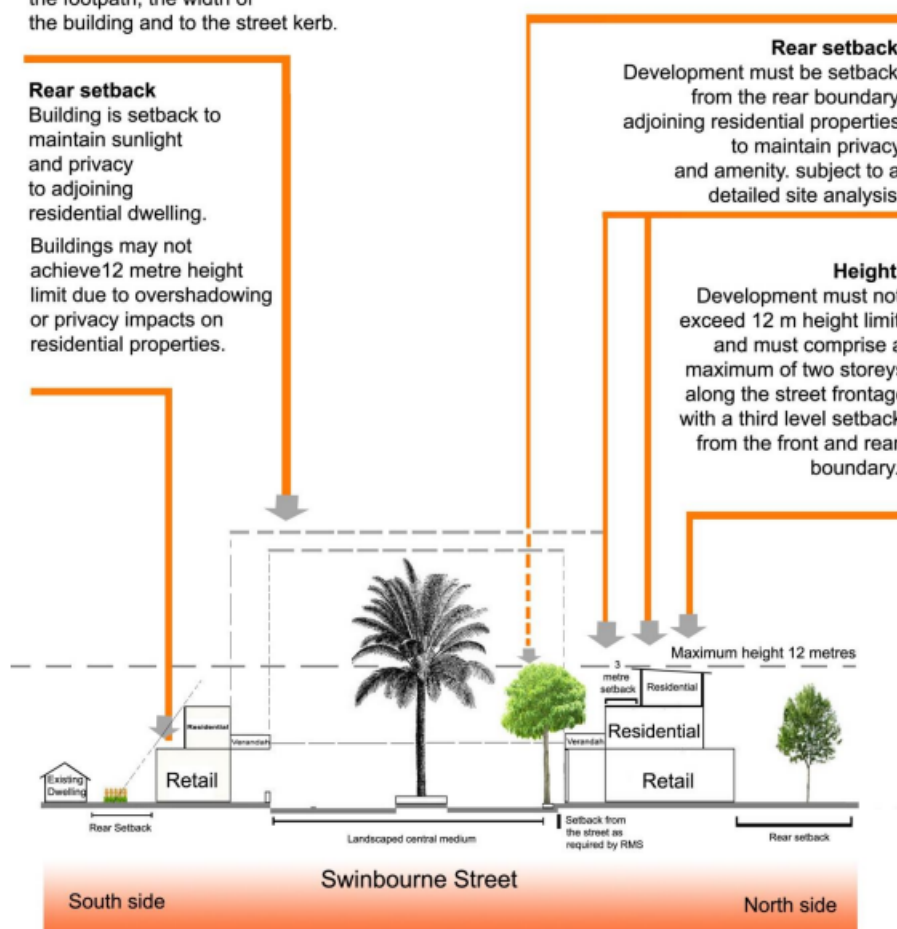 the footpath, the width of
the building and to the street kerb.
Rear setback
Building is setback to
maintain sunlight
and privacy
to adjoining
residential dwelling.
Buildings may not
achieve12 metre height
limit due to overshadowing
or privacy impacts on
residential properties.
Rear setback
Development must be setback
from the rear boundary
adjoining residential properties
to maintain privacy
and amenity. subject to a
detailed site analysis
Height
Development must not
exceed 12 m height limit
and must comprise a
maximum of two storeys
along the street frontage
with a third level setback
from the front and rear
boundary.
Maximum height 12 metres
3
metre
setback
Residential
Residential
Verandah
Verandah
Residential
Retail
Retail
Existing
Dwelling
Rear Setback
Landscaped central medium
Setback from
the street as
required by RMS
Rear setback
Swinbourne Street
South side
North side